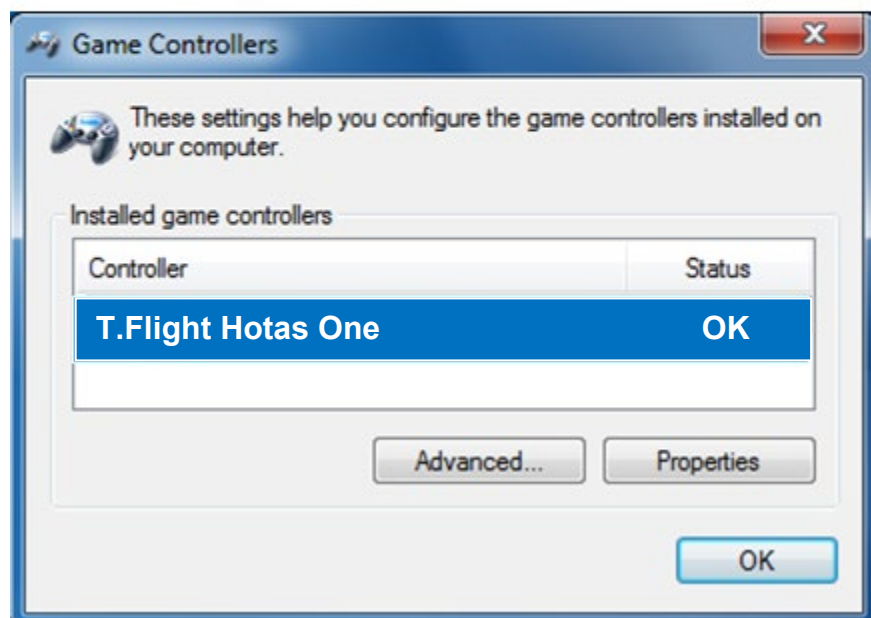 Game Controllers
These settings help you configure the game controllers installed on
your computer.
Installed game controllers
Controller Status
T.Flight Hotas One OK
Advanced... Properties
OK